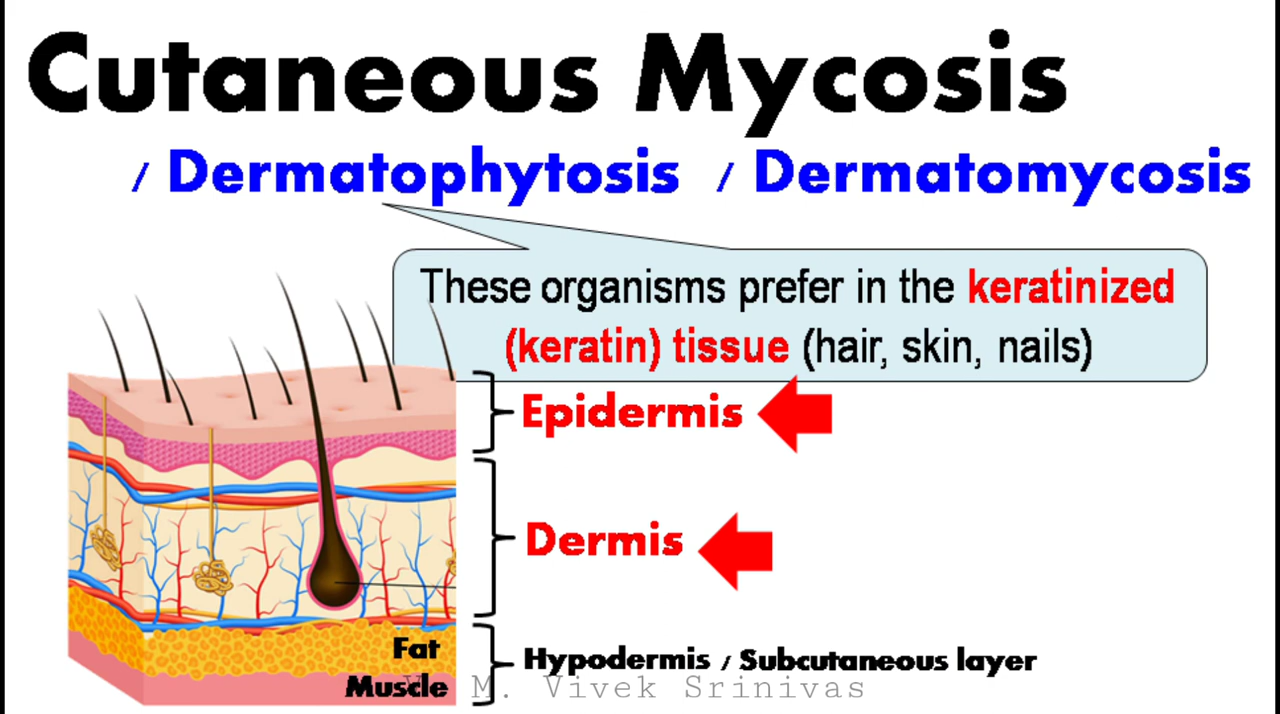 Cutaneous Mycosis
/ Dermatophytosis / Dermatomycosis
These organisms prefer in the keratinized
(keratin) tissue (hair, skin, nails)
Epidermis
Dermis
Fat
Hypodermis / Subcutaneous layer
Muscle
M. Vivek Srinivas